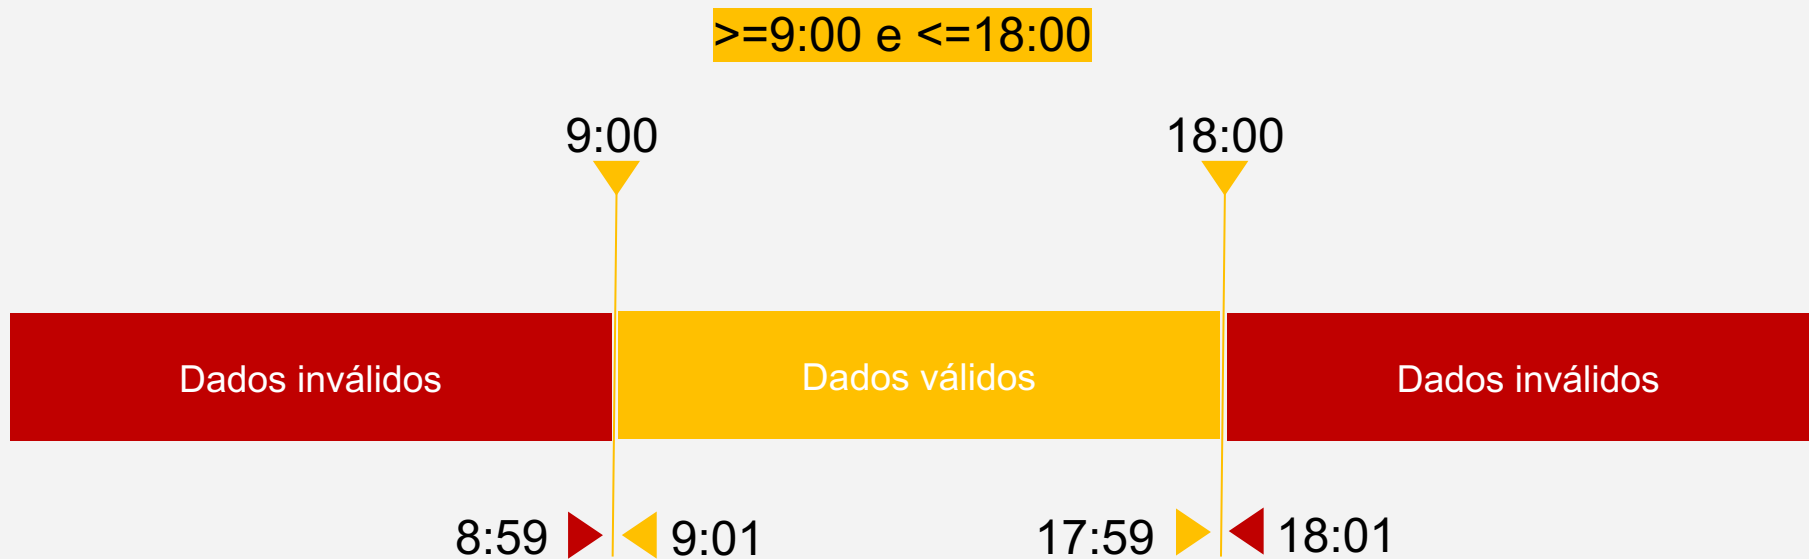 >=9:00 e <=18:00
9:00 18:00
Dados inválidos Dados válidos Dados inválidos
8:59 9:01 17:59 18:01